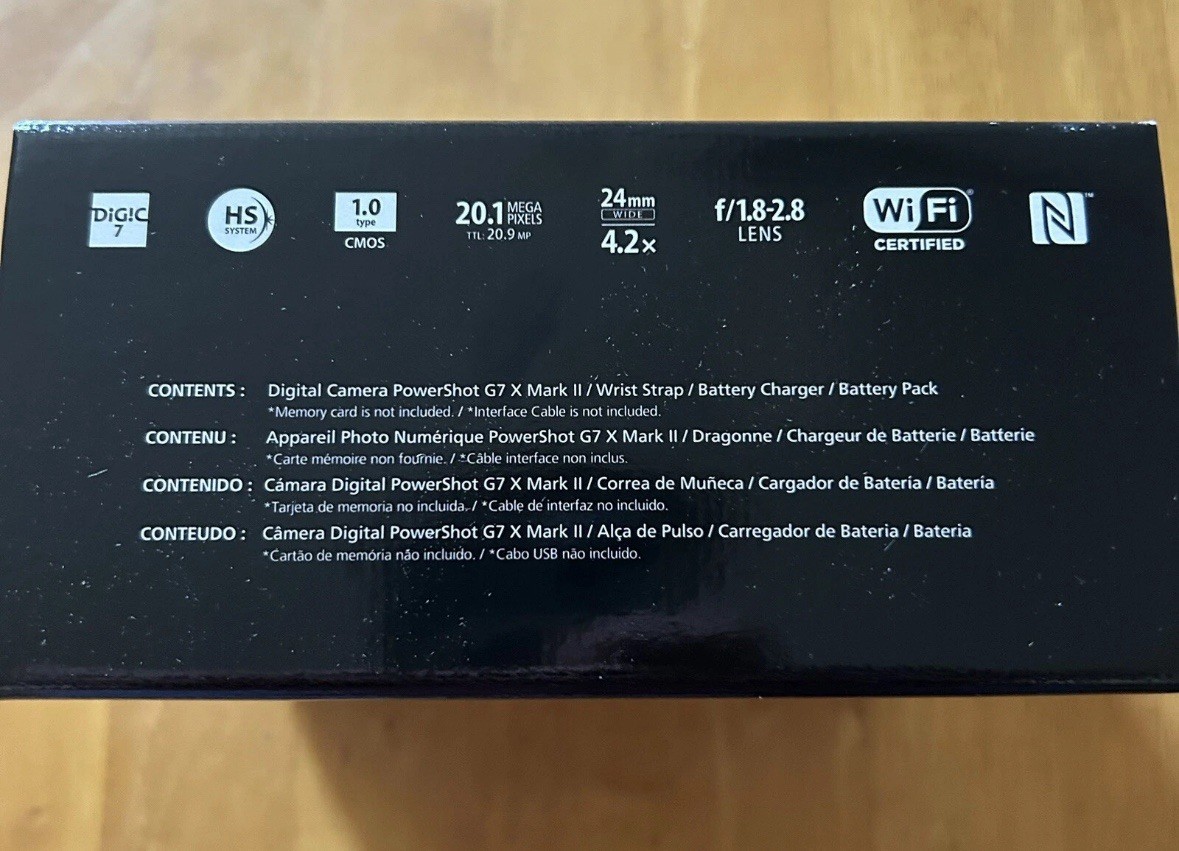 DiG!C 7
HS SYSTEM
1.0 type CMOS
20.1 MEGA PIXELS
TTL: 20.9 MP
24mm WIDE 4.2x
f/1.8-2.8 LENS
Wi Fi ® CERTIFIED
N ™
CONTENTS : Digital Camera PowerShot G7 X Mark II / Wrist Strap / Battery Charger / Battery Pack
*Memory card is not included. / *Interface Cable is not included.
CONTENU : Appareil Photo Numérique PowerShot G7 X Mark II / Dragonne / Chargeur de Batterie / Batterie
*Carte mémoire non fournie. / *Câble interface non inclus.
CONTENIDO : Cámara Digital PowerShot G7 X Mark II / Correa de Muñeca / Cargador de Batería / Batería
*Tarjeta de memoria no incluida. / *Cable de interfaz no incluido.
CONTEUDO : Câmera Digital PowerShot G7 X Mark II / Alça de Pulso / Carregador de Bateria / Bateria
*Cartão de memória não incluido. / *Cabo USB não incluido.